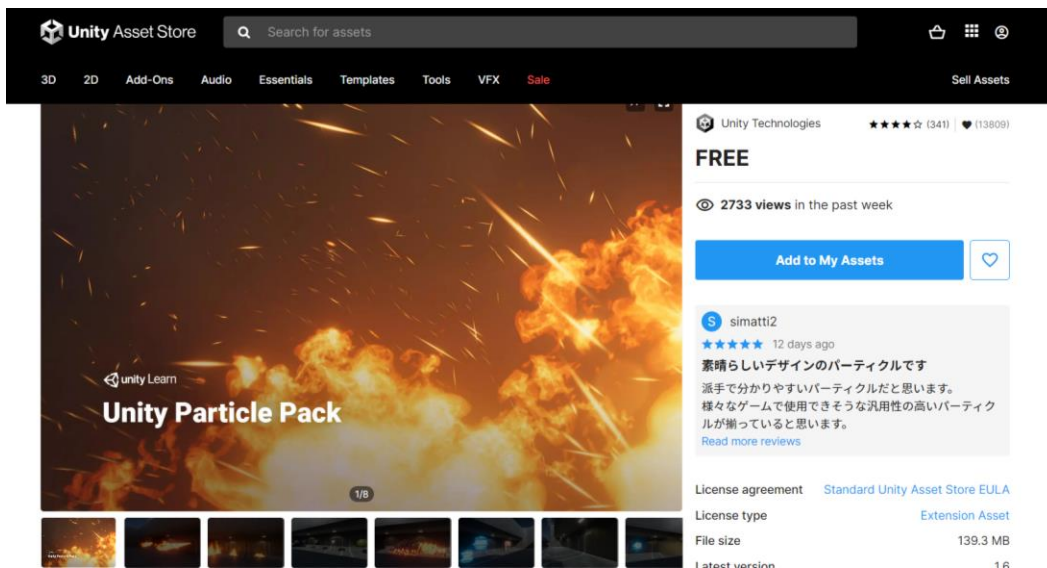 Unity Asset Store
Search for assets
3D 2D Add-Ons Audio Essentials Templates Tools VFX Sale Sell Assets
unity Learn
Unity Particle Pack
1/8
Unity Technologies ★★★★☆ (341) (13809)
FREE
2733 views in the past week
Add to My Assets
S simatti2
★★★★★ 12 days ago
素晴らしいデザインのパーティクルです
派手で分かりやすいパーティクルだと思います。
様々なゲームで使用できそうな汎用性の高いパーティク
ルが揃っていると思います。
Read more reviews
License agreement Standard Unity Asset Store EULA
License type Extension Asset
File size 139.3 MB
Latest version 1.6